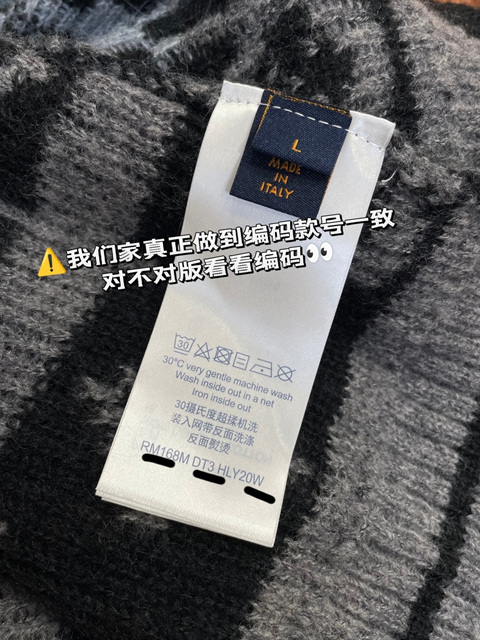 L
MADE
IN
ITALY
⚠️我们家真正做到编码款号一致
对不对版看看编码👀
30
30°C very gentle machine wash
Wash inside out in a net
Iron inside out
30摄氏度超揉机洗
装入网带反面洗涤
反面熨烫
RM168M DT3 HLY20W